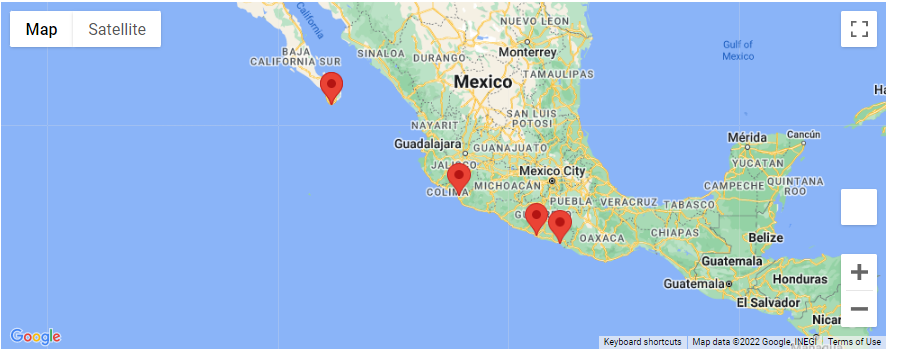 Map
Satellite
California
NUEVO LEON
Monterrey
Gulf of
Mexico
BAJA
CALIFORNIA SUR
SINALOA
DURANGO
Mexico
TAMAULIPAS
Ha
SAN LUIS
POTOSI
NAYARIT
Mérida
Cancún
Guadalajara
GUANAJUATO
YUCATAN
JALISCO
Mexico City
QUINTANA
ROO
COLIMA
MICHOACÁN
CAMPECHE
PUEBLA
VERACRUZ
TABASCO
OAXACA
CHIAPAS
Belize
Guatemala
Honduras
Guatemala
El Salvador
Nicar
Google
Keyboard shortcuts
Map data ©2022 Google, INEGI
Terms of Use